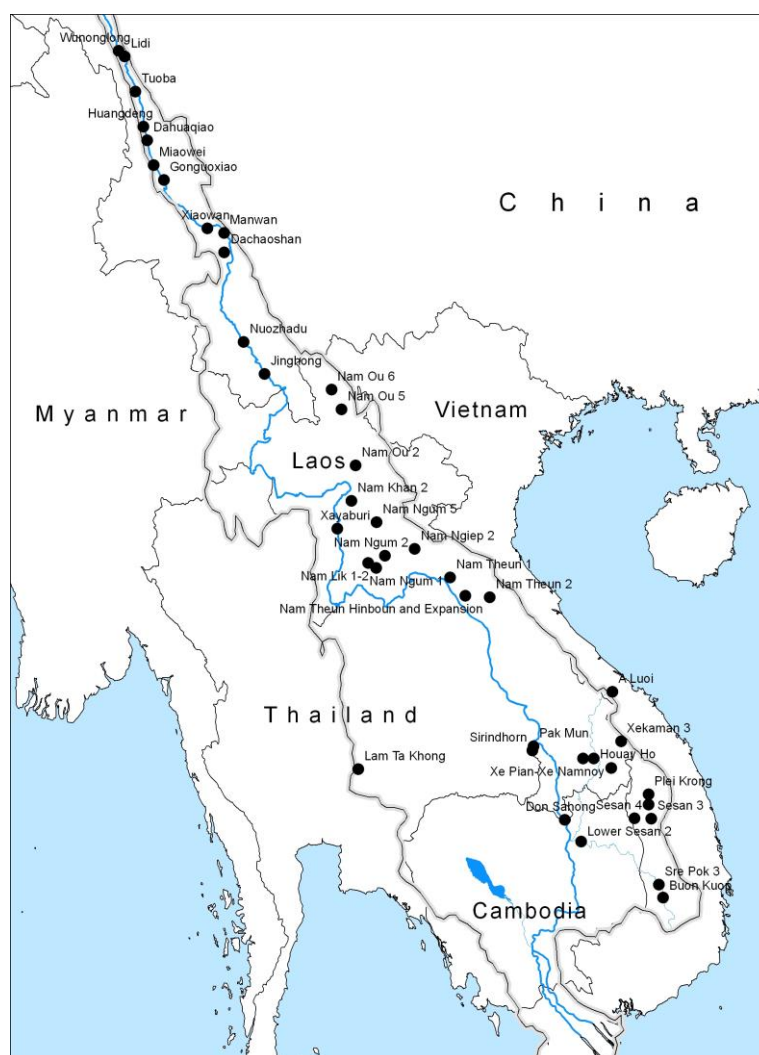 Wunonglong
Lidi
Tuoba
Huangdeng
Dahuaqiao
Miaowei
Gonguoxiao
China
Xiaowan
Manwan
Dachaoshan
Nuozhadu
Jinghong
Nam Ou 6
Nam Ou 5
Myanmar
Vietnam
Laos
Nam Ou 2
Nam Khan 2
Xayaburi
Nam Ngum 5
Nam Ngum 2
Nam Ngiep 2
Nam Lik 1-2
Nam Ngum 1
Nam Theun 1
Nam Theun 2
Nam Theun Hinboun and Expansion
A Luoi
Thailand
Sirindhorn
Pak Mun
Xekaman 3
Houay Ho
Lam Ta Khong
Xe Pian-Xe Namnoy
Plei Krong
Don Sahong
Sesan 4
Sesan 3
Lower Sesan 2
Sre Pok 3
Buon Kuop
Cambodia